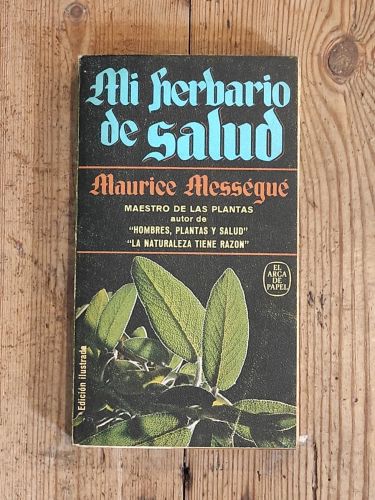 Mi herbario
de salud
Maurice Mességué
MAESTRO DE LAS PLANTAS
autor de
"HOMBRES, PLANTAS Y SALUD"
"LA NATURALEZA TIENE RAZON"
EL
ARCA
DE
PAPEL
Edición ilustrada